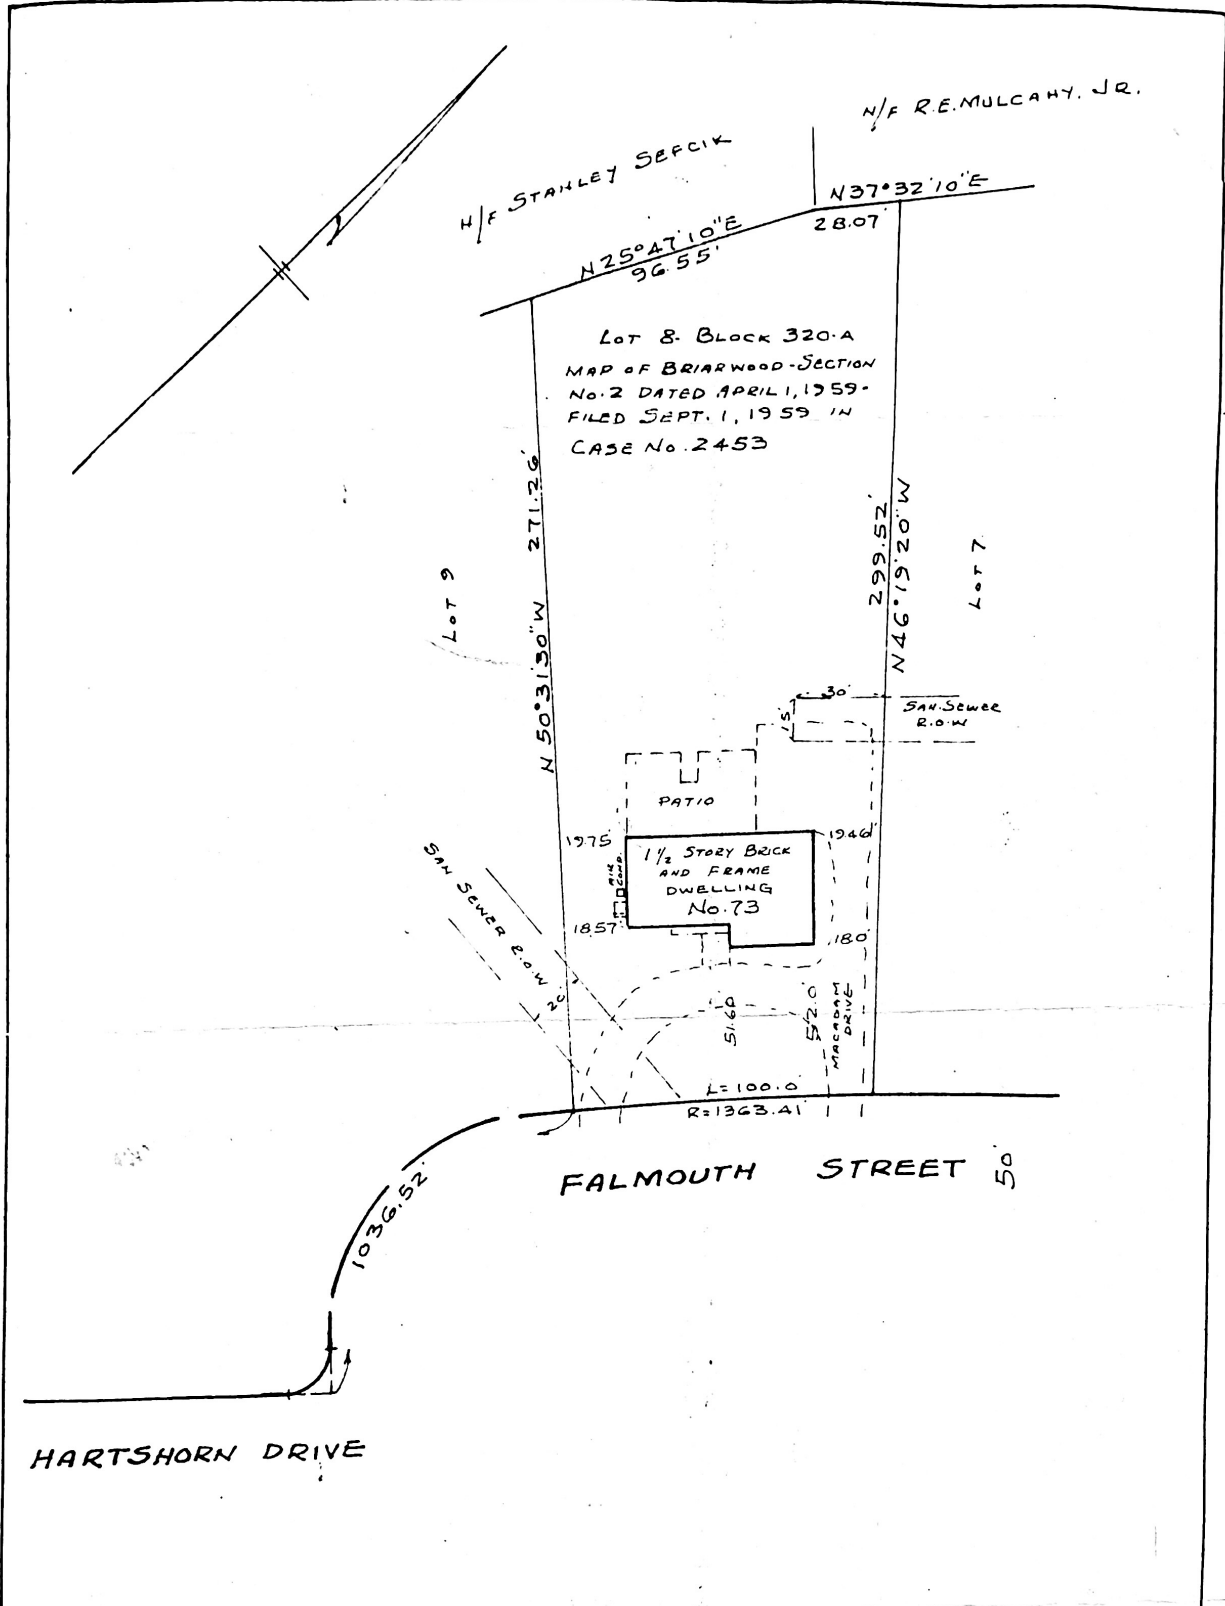 N/F R.E. MULCAHY. JR.
N/F STANLEY SEFCIK
N37°32'10"E
28.07'
N25°47'10"E
96.55'
LOT 8- BLOCK 320-A
MAP OF BRIARWOOD-SECTION
No.2 DATED APRIL 1, 1959-
FILED SEPT. 1, 1959 IN
CASE No. 2453
N 50°31'30"W 271.26'
299.52'
N46°19'20"W
LOT 9
LOT 7
30'
15'
SAN. SEWER
R.O.W
PATIO
19.75'
19.46'
1 1/2 STORY BRICK
AND FRAME
DWELLING
No. 73
AIR
COND.
18.57'
18.0'
SAN SEWER R.O.W
20'
51.60
52.0'
MACADAM
DRIVE
L=100.0'
R=1363.41'
FALMOUTH STREET 50'
1036.52'
HARTSHORN DRIVE